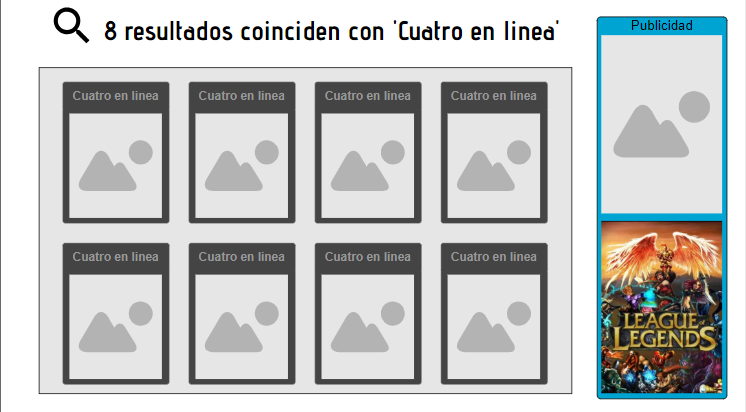 8 resultados coinciden con 'Cuatro en linea'
Cuatro en linea
Cuatro en linea
Cuatro en linea
Cuatro en linea
Cuatro en linea
Cuatro en linea
Cuatro en linea
Cuatro en linea
Publicidad
LEAGUE OF
LEGENDS